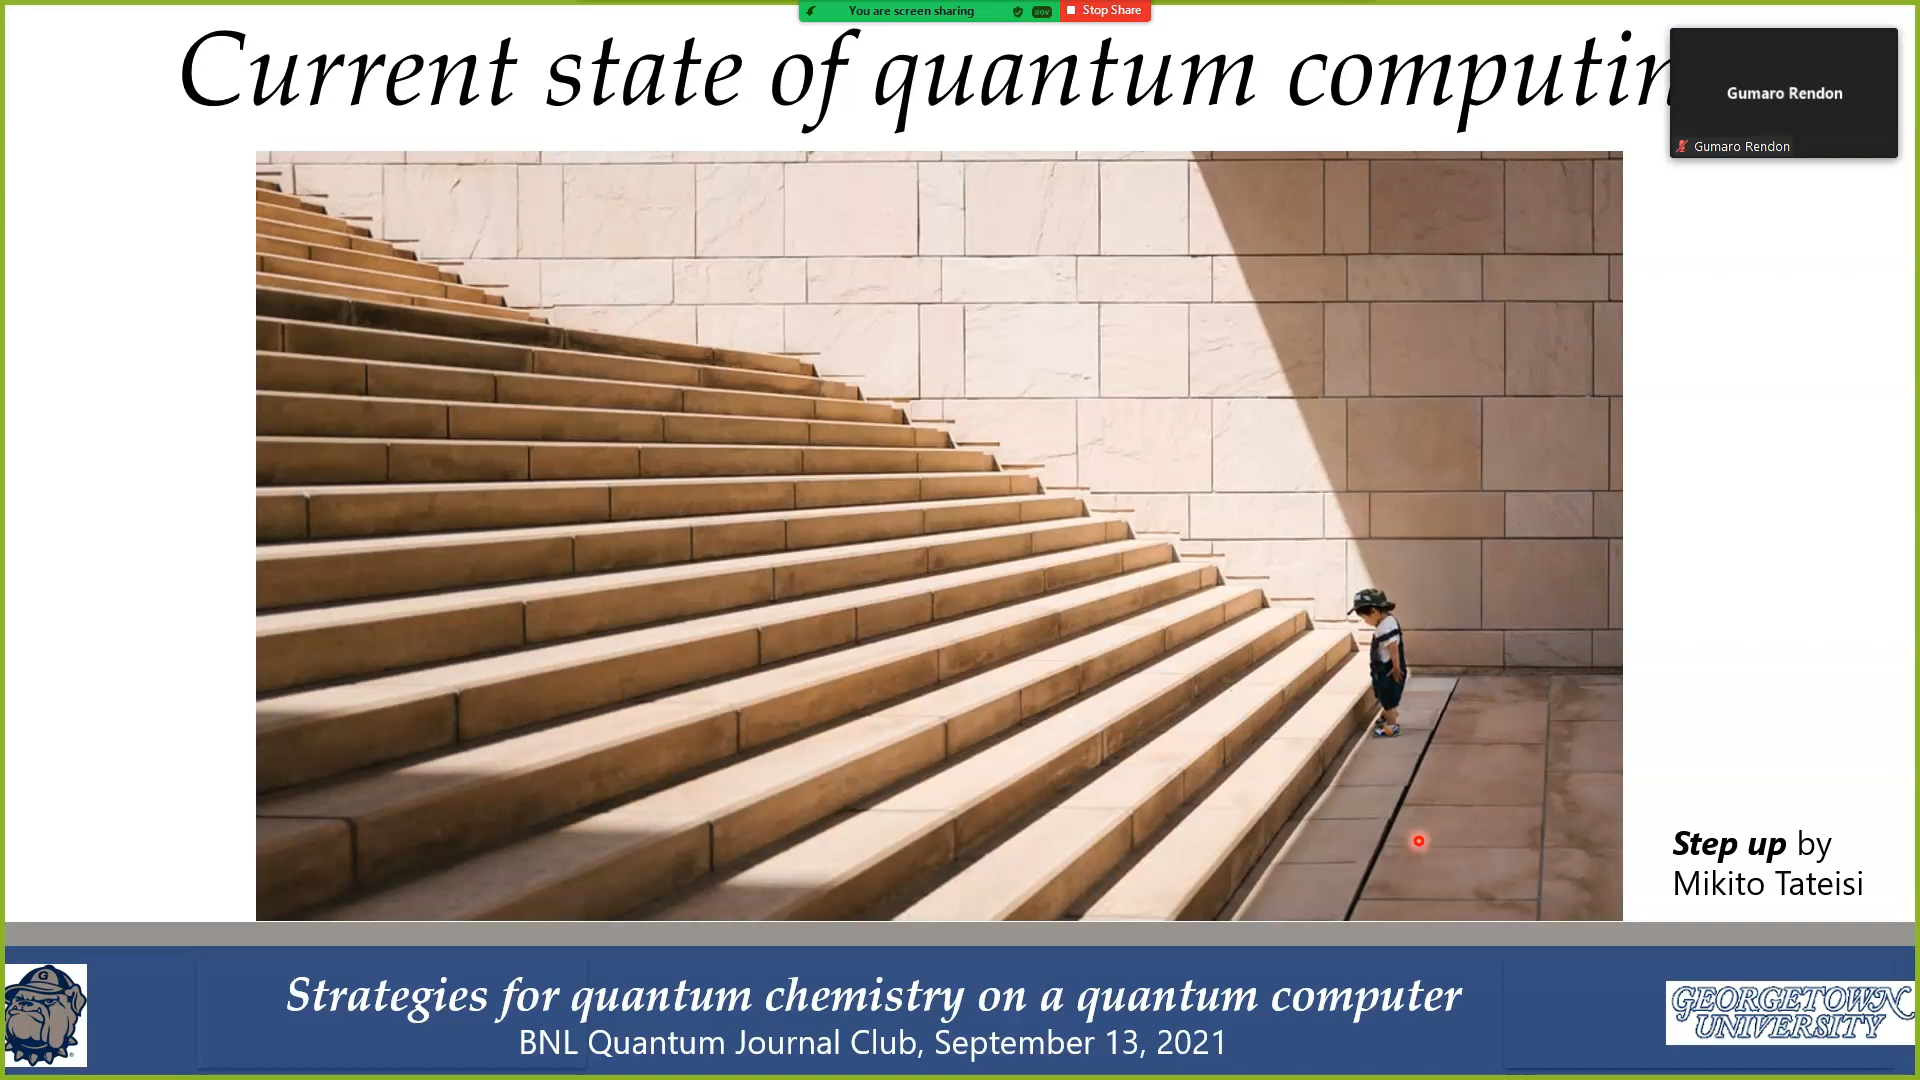 You are screen sharing
GOV
Stop Share
Current state of quantum computin
Gumaro Rendon
Gumaro Rendon
Step up by
Mikito Tateisi
G
Strategies for quantum chemistry on a quantum computer
BNL Quantum Journal Club, September 13, 2021
GEORGETOWN
UNIVERSITY